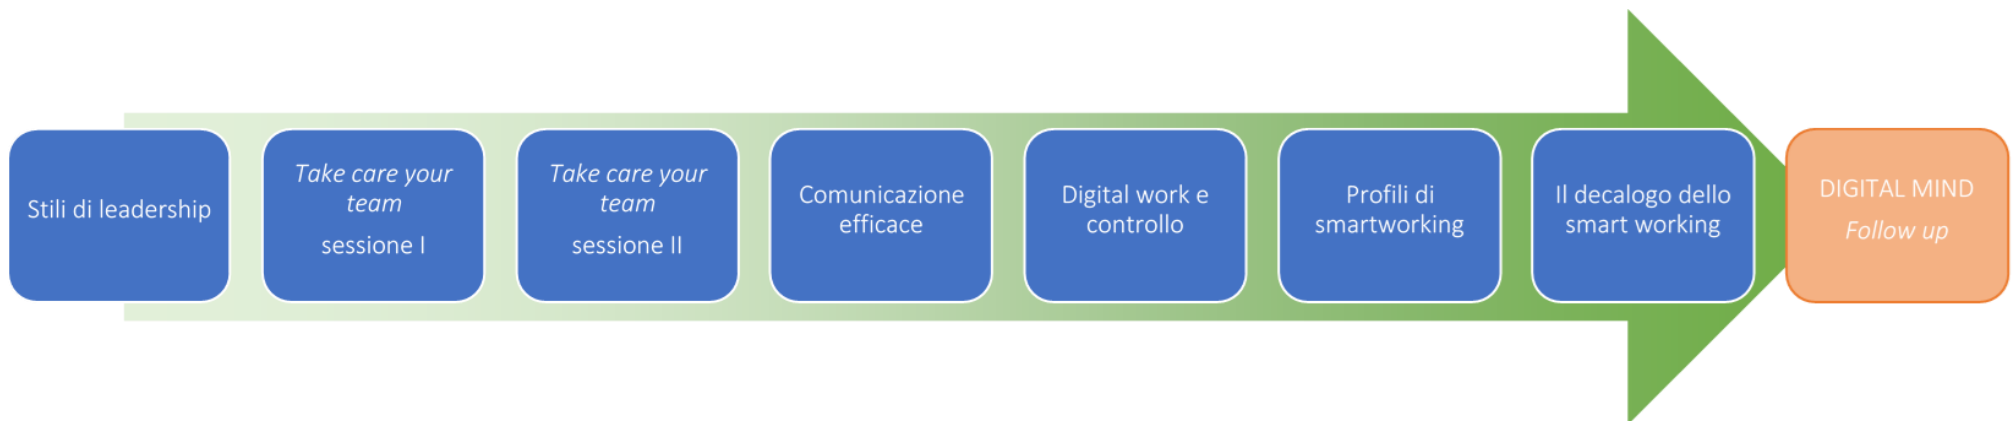 Stili di leadership
Take care your
team
sessione I
Take care your
team
sessione II
Comunicazione
efficace
Digital work e
controllo
Profili di
smartworking
Il decalogo dello
smart working
DIGITAL MIND
Follow up